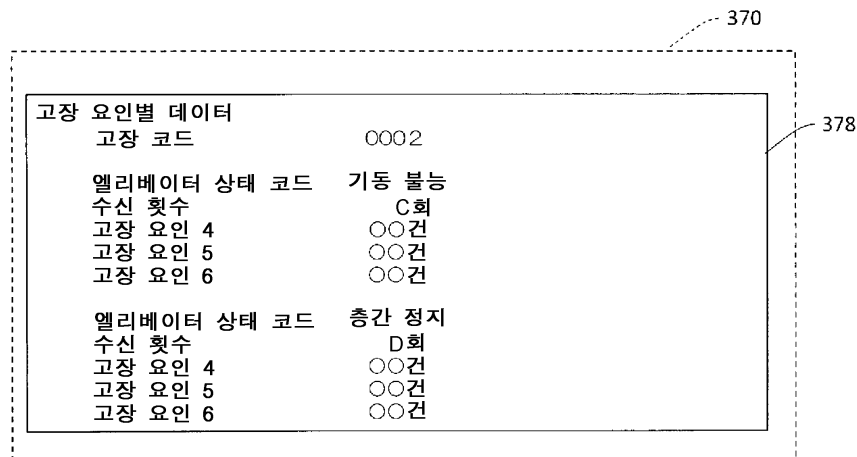 370
378
고장 요인별 데이터
고장 코드 0002
엘리베이터 상태 코드 기동 불능
수신 횟수 C회
고장 요인 4 ○○건
고장 요인 5 ○○건
고장 요인 6 ○○건
엘리베이터 상태 코드 층간 정지
수신 횟수 D회
고장 요인 4 ○○건
고장 요인 5 ○○건
고장 요인 6 ○○건